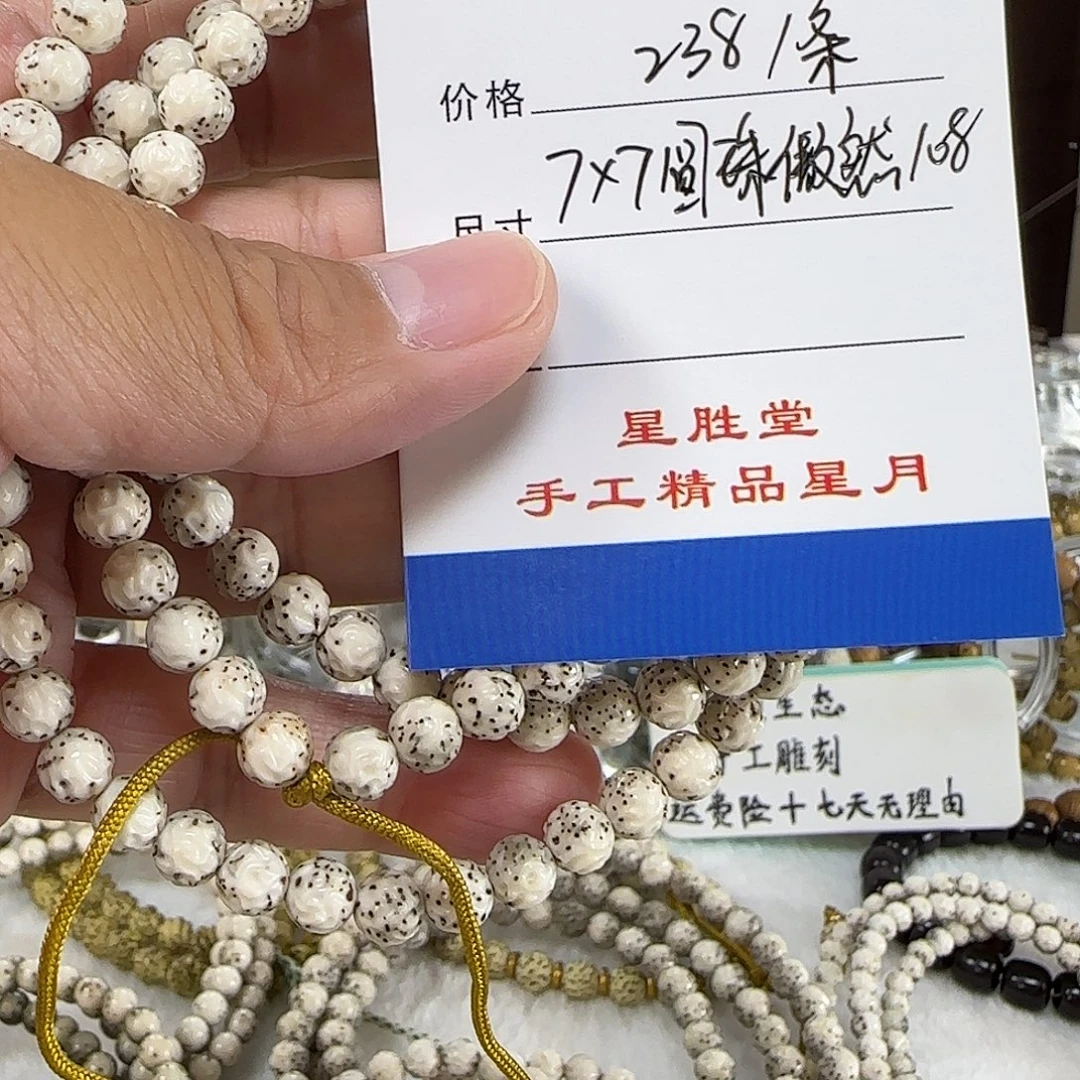 价格 238/条
尺寸 7×7圆珠傲然108
星胜堂
手工精品星月
生态
工雕刻
运费险十七天无理由